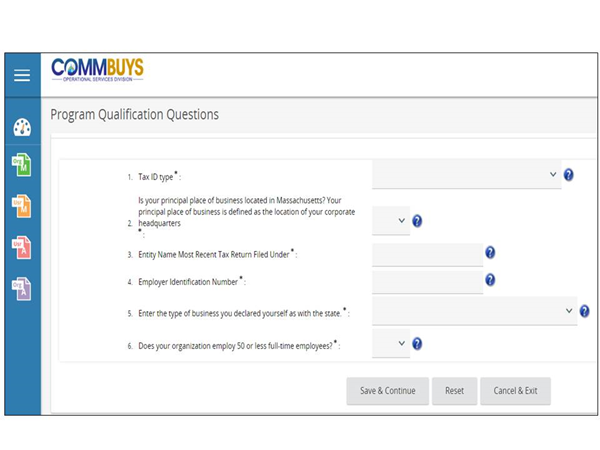 COMMBUYS
OPERATIONAL SERVICES DIVISION
Program Qualification Questions
1. Tax ID type * :
Is your principal place of business located in Massachusetts? Your
principal place of business is defined as the location of your corporate
2. headquarters
* :
3. Entity Name Most Recent Tax Return Filed Under * :
4. Employer Identification Number * :
5. Enter the type of business you declared yourself as with the state. * :
6. Does your organization employ 50 or less full-time employees? * :
Save & Continue Reset Cancel & Exit
Org
M
M
A
Org
A